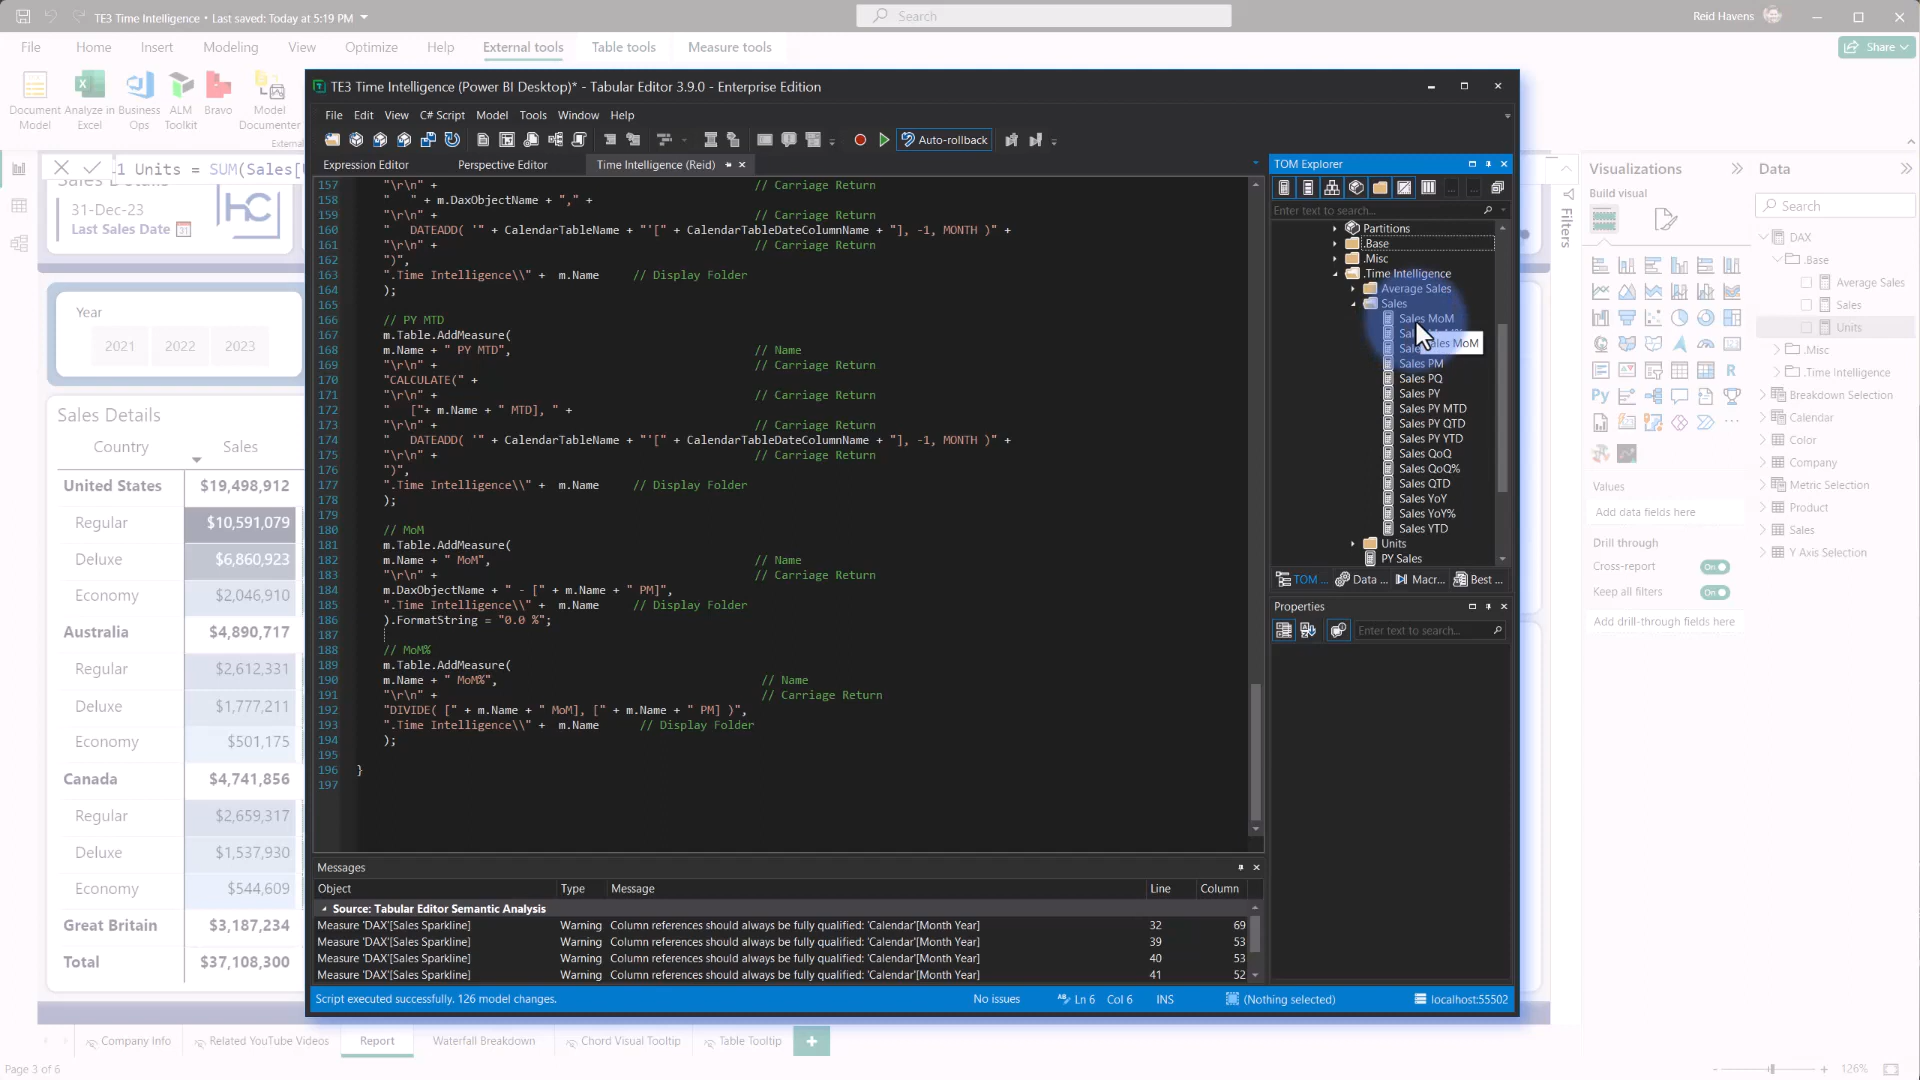 TE3 Time Intelligence • Last saved: Today at 5:19 PM
Search
Reid Havens
File Home Insert Modeling View Optimize Help External tools Table tools Measure tools
Share
Document Model
Analyze in Excel
Business Ops
ALM Toolkit
Bravo
Model Documenter
External
1 Units = SUM(Sales[
Sales Details
31-Dec-23
Last Sales Date
HC
Year
2021 2022 2023
Sales Details
Country Sales
United States $19,498,912
Regular $10,591,079
Deluxe $6,860,923
Economy $2,046,910
Australia $4,890,717
Regular $2,612,331
Deluxe $1,777,211
Economy $501,175
Canada $4,741,856
Regular $2,659,317
Deluxe $1,537,930
Economy $544,609
Great Britain $3,187,234
Total $37,108,300
TE3 Time Intelligence (Power BI Desktop)* - Tabular Editor 3.9.0 - Enterprise Edition
File Edit View C# Script Model Tools Window Help
Auto-rollback
Expression Editor Perspective Editor Time Intelligence (Reid)
157 "\r\n" + // Carriage Return
158 " " + m.DaxObjectName + "," +
159 "\r\n" + // Carriage Return
160 " DATEADD( '" + CalendarTableName + "'[" + CalendarTableDateColumnName + "], -1, MONTH )" +
161 "\r\n" + // Carriage Return
162 ")",
163 ".Time Intelligence\\" + m.Name // Display Folder
164 );
165
166 // PY MTD
167 m.Table.AddMeasure(
168 m.Name + " PY MTD", // Name
169 "\r\n" + // Carriage Return
170 "CALCULATE(" +
171 "\r\n" + // Carriage Return
172 " ["+ m.Name + " MTD], " +
173 "\r\n" + // Carriage Return
174 " DATEADD( '" + CalendarTableName + "'[" + CalendarTableDateColumnName + "], -1, MONTH )" +
175 "\r\n" + // Carriage Return
176 ")",
177 ".Time Intelligence\\" + m.Name // Display Folder
178 );
179
180 // MoM
181 m.Table.AddMeasure(
182 m.Name + " MoM", // Name
183 "\r\n" + // Carriage Return
184 m.DaxObjectName + " - [" + m.Name + " PM]",
185 ".Time Intelligence\\" + m.Name // Display Folder
186 ).FormatString = "0.0 %";
187
188 // MoM%
189 m.Table.AddMeasure(
190 m.Name + " MoM%", // Name
191 "\r\n" + // Carriage Return
192 "DIVIDE( [" + m.Name + " MoM], [" + m.Name + " PM] )",
193 ".Time Intelligence\\" + m.Name // Display Folder
194 );
195
196 }
197
Messages
Object Type Message Line Column
Source: Tabular Editor Semantic Analysis
Measure 'DAX'[Sales Sparkline] Warning Column references should always be fully qualified: 'Calendar'[Month Year] 32 69
Measure 'DAX'[Sales Sparkline] Warning Column references should always be fully qualified: 'Calendar'[Month Year] 39 53
Measure 'DAX'[Sales Sparkline] Warning Column references should always be fully qualified: 'Calendar'[Month Year] 40 53
Measure 'DAX'[Sales Sparkline] Warning Column references should always be fully qualified: 'Calendar'[Month Year] 41 52
Script executed successfully. 126 model changes. No issues Ln 6 Col 6 INS (Nothing selected) localhost:55502
TOM Explorer
Enter text to search...
Partitions
.Base
.Misc
.Time Intelligence
Average Sales
Sales
Sales MoM
Sales MoM
Sales PM
Sales PQ
Sales PY
Sales PY MTD
Sales PY QTD
Sales PY YTD
Sales QoQ
Sales QoQ%
Sales QTD
Sales YoY
Sales YoY%
Sales YTD
Units
PY Sales
TOM ... Data ... Macr... Best ...
Properties
Enter text to search...
Filters
Visualizations
Build visual
Values
Add data fields here
Drill through
Cross-report On
Keep all filters On
Add drill-through fields here
Data
Search
DAX
.Base
Average Sales
Sales
Units
.Misc
.Time Intelligence
Breakdown Selection
Calendar
Color
Company
Metric Selection
Product
Sales
Y Axis Selection
Company Info Related YouTube Videos Report Waterfall Breakdown Chord Visual Tooltip Table Tooltip
Page 3 of 6
126%